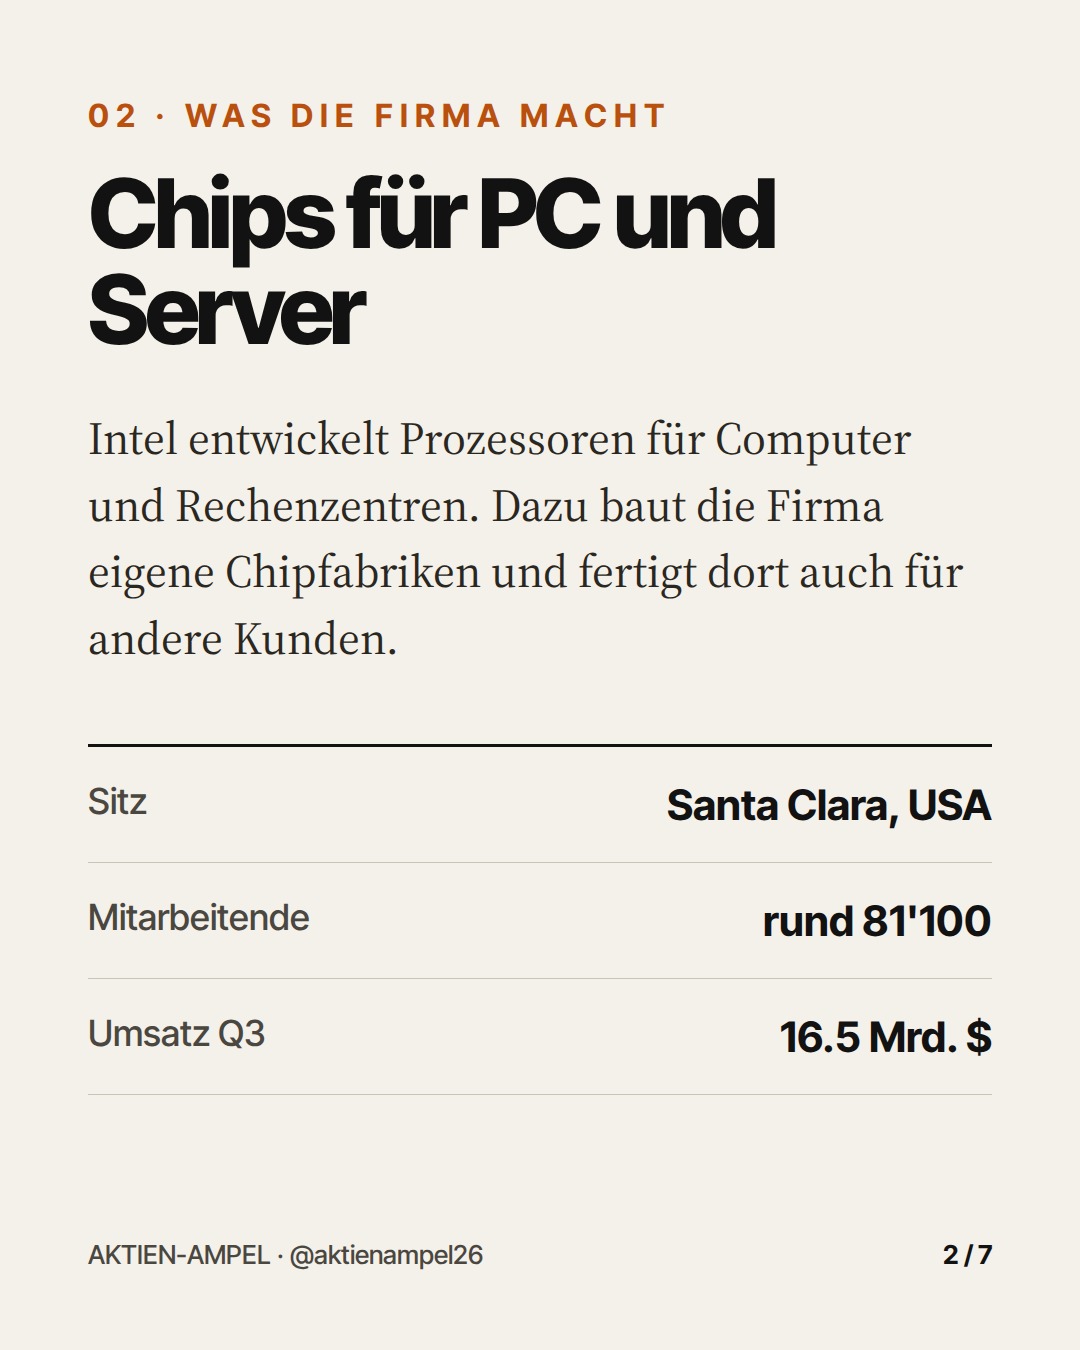 02 · WAS DIE FIRMA MACHT
Chips für PC und
Server
Intel entwickelt Prozessoren für Computer
und Rechenzentren. Dazu baut die Firma
eigene Chipfabriken und fertigt dort auch für
andere Kunden.
Sitz Santa Clara, USA
Mitarbeitende rund 81'100
Umsatz Q3 16.5 Mrd. $
AKTIEN-AMPEL · @aktienampel26 2 / 7